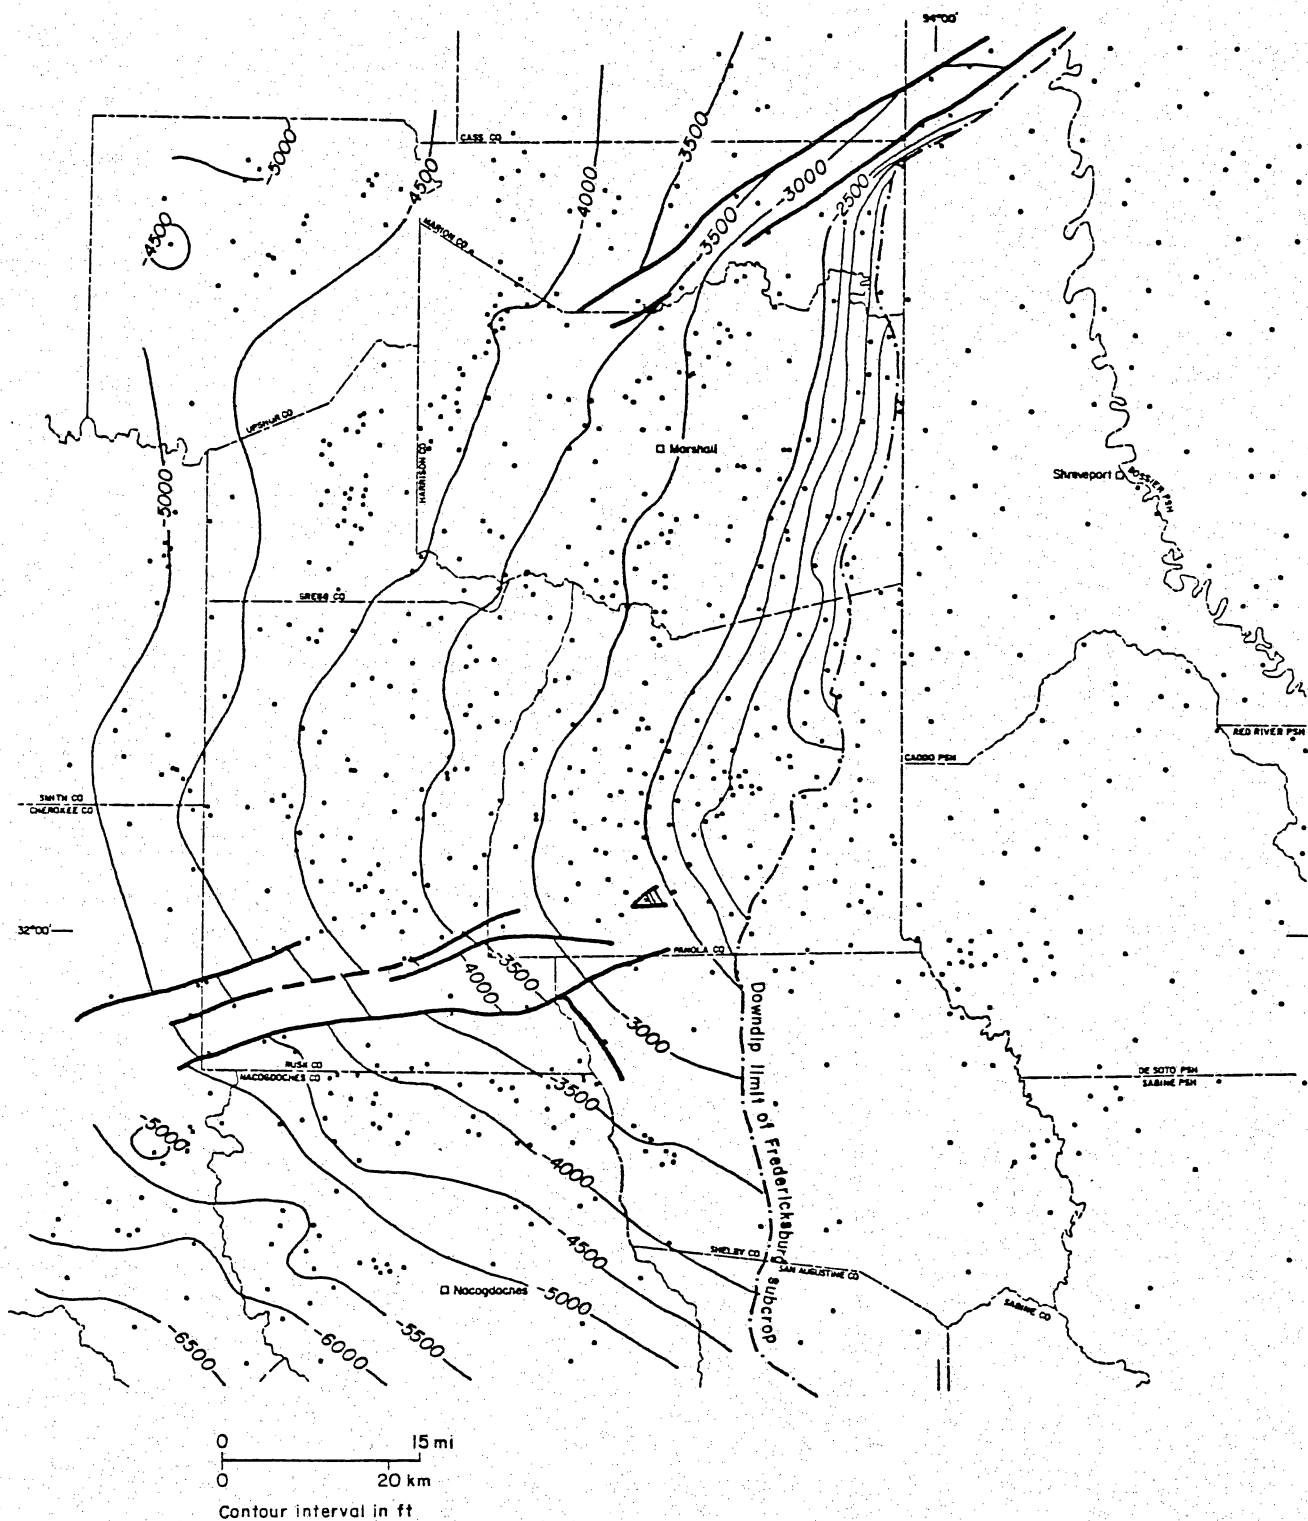 94°00'
-5000
CASS CO
-3500
-4500
-4000
-3000
-2500
-4500
MARION CO
-3500
UPSHUR CO
HARRISON CO
Marshall
Shreveport
BOSSIER PSH
-5000
GREGG CO
RED RIVER PSH
CADDO PSH
SMITH CO
CHEROKEE CO
32°00'
PANOLA CO
-3500
-4000
-3000
Downdip limit of Fredericksburg subcrop
RUSK CO
NACOGDOCHES CO
DE SOTO PSH
SABINE PSH
-3500
-5000
-4000
-4500
SHELBY CO
SAN AUGUSTINE CO
Nacogdoches
-5000
SABINE CO
-6500
-6000
-5500
0 15 mi
0 20 km
Contour interval in ft